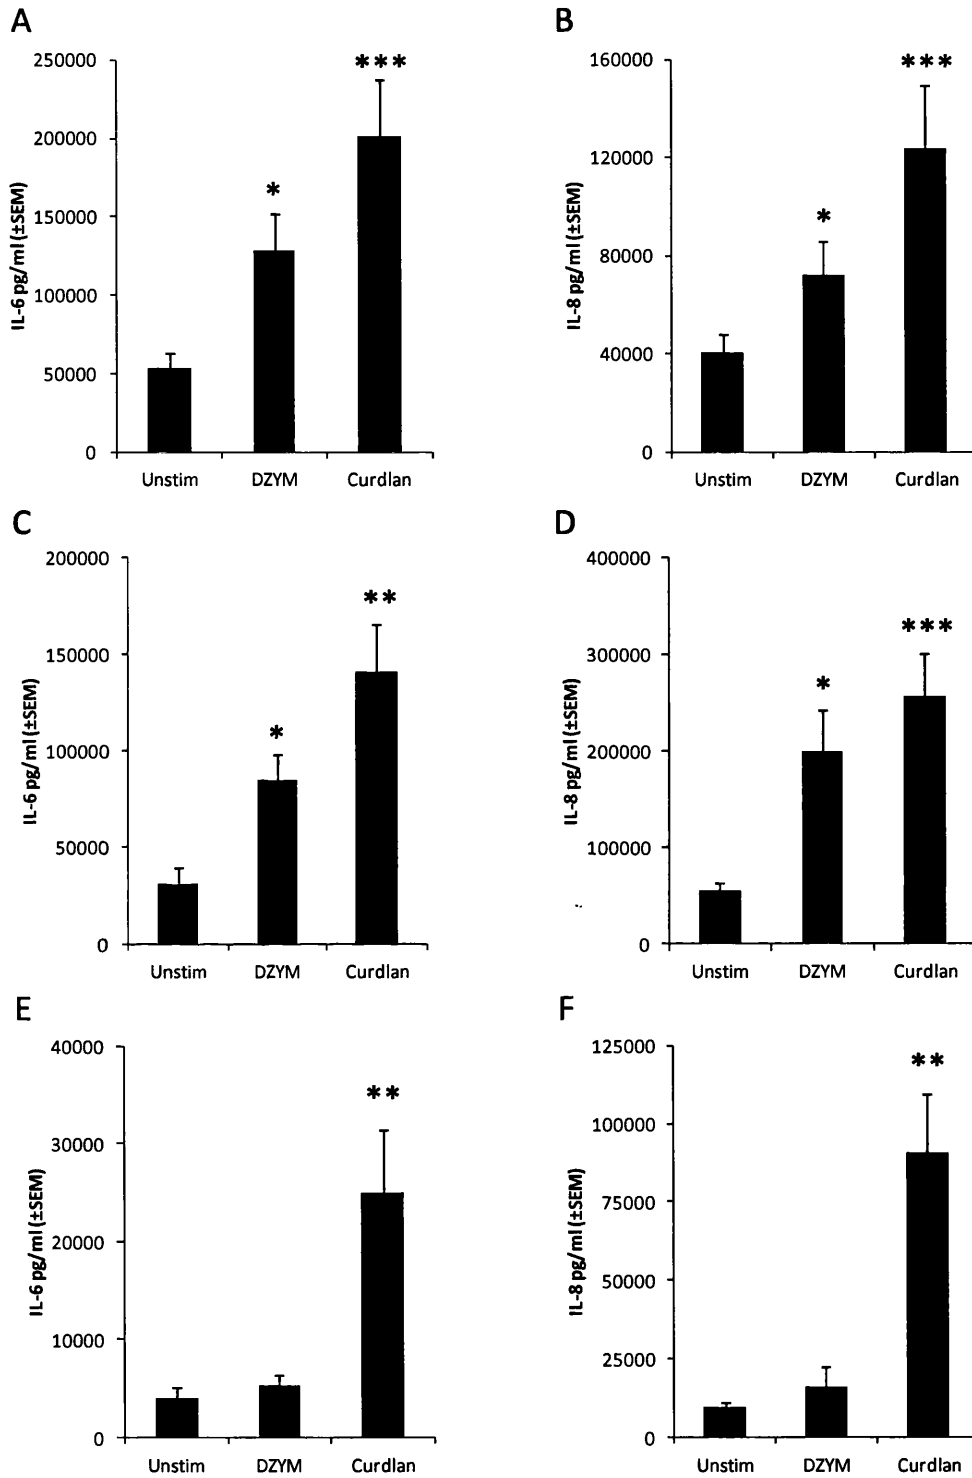 A
IL-6 pg/ml (±SEM)
250000
200000
150000
100000
50000
0
***
*
Unstim DZYM Curdlan
B
IL-8 pg/ml (±SEM)
160000
120000
80000
40000
0
***
*
Unstim DZYM Curdlan
C
IL-6 pg/ml (±SEM)
200000
150000
100000
50000
0
**
*
Unstim DZYM Curdlan
D
IL-8 pg/ml (±SEM)
400000
300000
200000
100000
0
***
*
Unstim DZYM Curdlan
E
IL-6 pg/ml (±SEM)
40000
30000
20000
10000
0
**
Unstim DZYM Curdlan
F
IL-8 pg/ml (±SEM)
125000
100000
75000
50000
25000
0
**
Unstim DZYM Curdlan